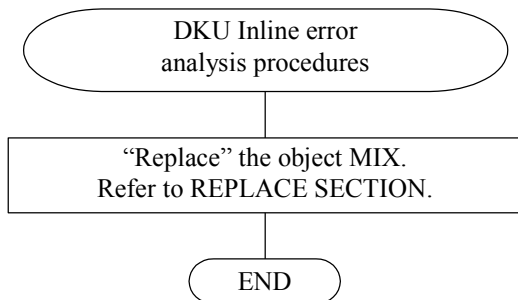 DKU Inline error
analysis procedures
“Replace” the object MIX.
Refer to REPLACE SECTION.
END